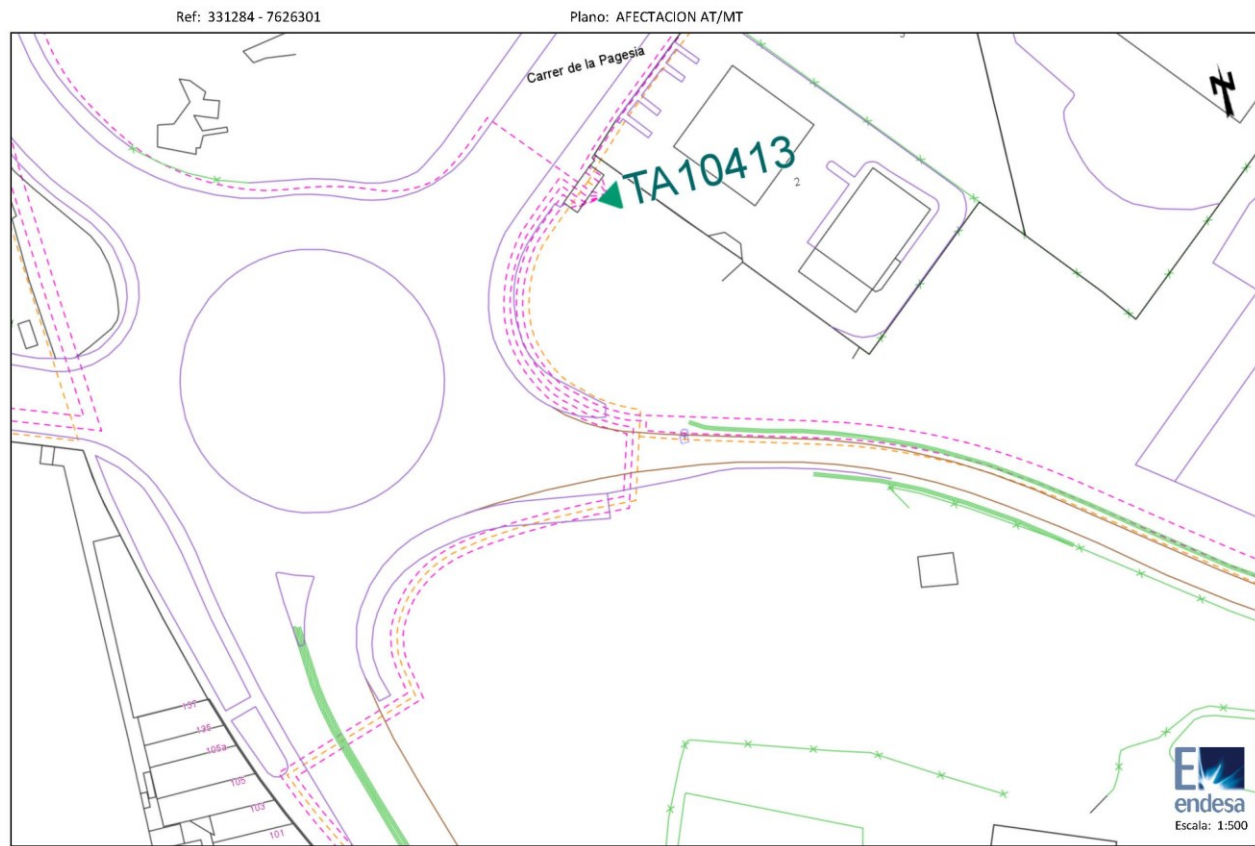 Ref: 331284 - 7626301
Plano: AFECTACION AT/MT
Carrer de la Pagesia
N
TA10413
2
137
135
105a
105
103
101
E
endesa
Escala: 1:500